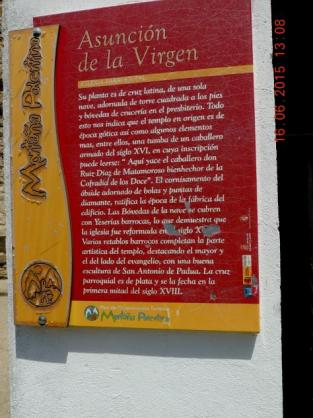 Asunción
de la Virgen
Su planta es de cruz latina, de una sola
nave, adornada de torre cuadrada a los pies
y bóvedas de crucería en el presbiterio. Todo
esto nos indica que el templo en origen es de
época gótica así como algunos elementos
mas, entre ellos, una tumba de un caballero
armado del siglo XVI, en cuya inscripción
puede leerse: " Aquí yace el caballero don
Ruiz Díaz de Matamoroso bienhechor de la
Cofradía de los Doce". El cornisamento del
ábside adornado de bolas y puntas de
diamante, ratifica la época de la fábrica del
edificio. Las Bóvedas de la nave se cubren
con Yeserías barrocas, lo que demuestra que
la iglesia fue reformada en siglo
Varios retablos barrocos completan la parte
artística del templo, destacando el mayor y
el del lado del evangelio, con una buena
escultura de San Antonio de Padua. La cruz
parroquial es de plata y se la fecha en la
primera mitad del siglo XVIII.
Montaña Palentina
Montaña Palentina
16 06 2015 13:08